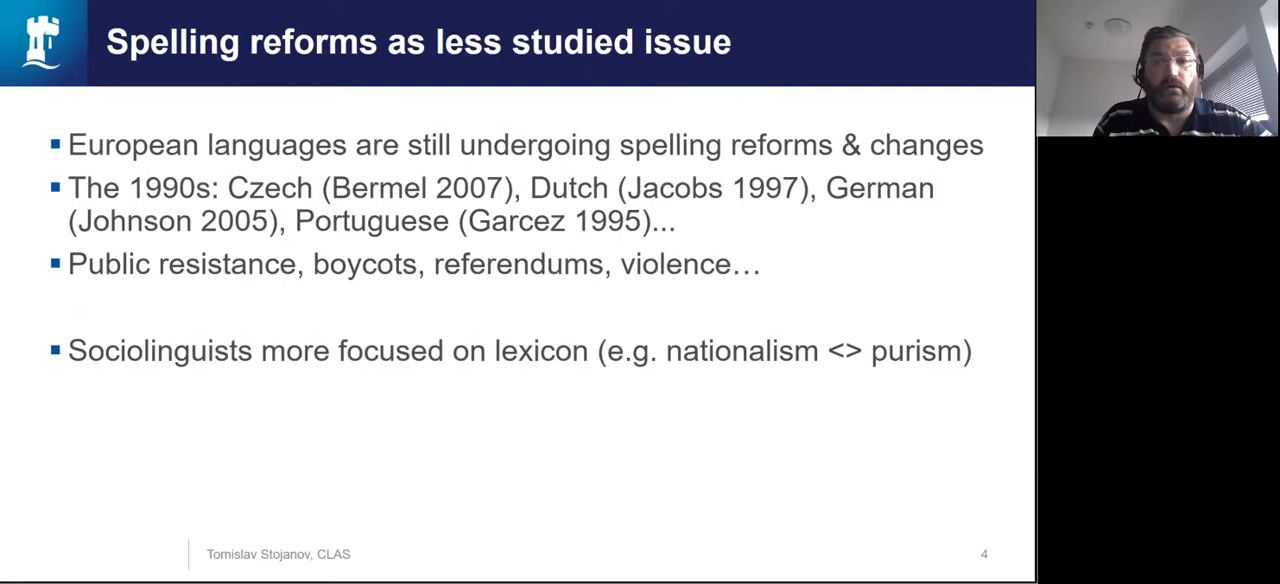 Spelling reforms as less studied issue
▪ European languages are still undergoing spelling reforms & changes
▪ The 1990s: Czech (Bermel 2007), Dutch (Jacobs 1997), German
(Johnson 2005), Portuguese (Garcez 1995)...
▪ Public resistance, boycots, referendums, violence…
▪ Sociolinguists more focused on lexicon (e.g. nationalism <> purism)
Tomislav Stojanov, CLAS
4